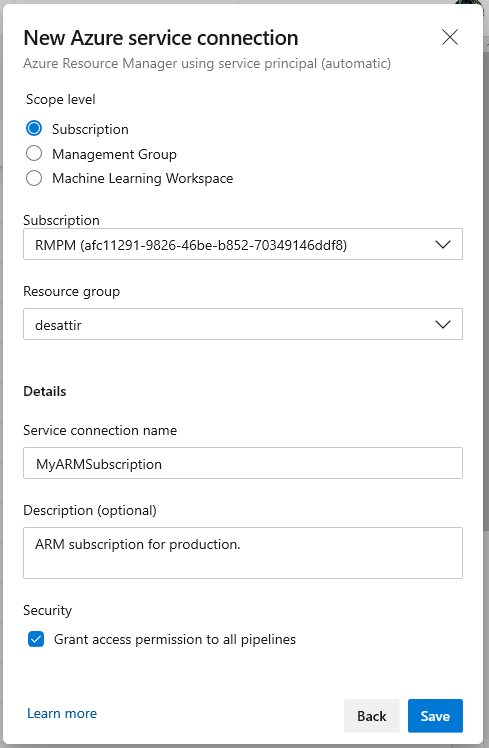 New Azure service connection
Azure Resource Manager using service principal (automatic)
Scope level
Subscription
Management Group
Machine Learning Workspace
Subscription
RMPM (afc11291-9826-46be-b852-70349146ddf8)
Resource group
desattir
Details
Service connection name
MyARMSubscription
Description (optional)
ARM subscription for production.
Security
Grant access permission to all pipelines
Learn more
Back
Save